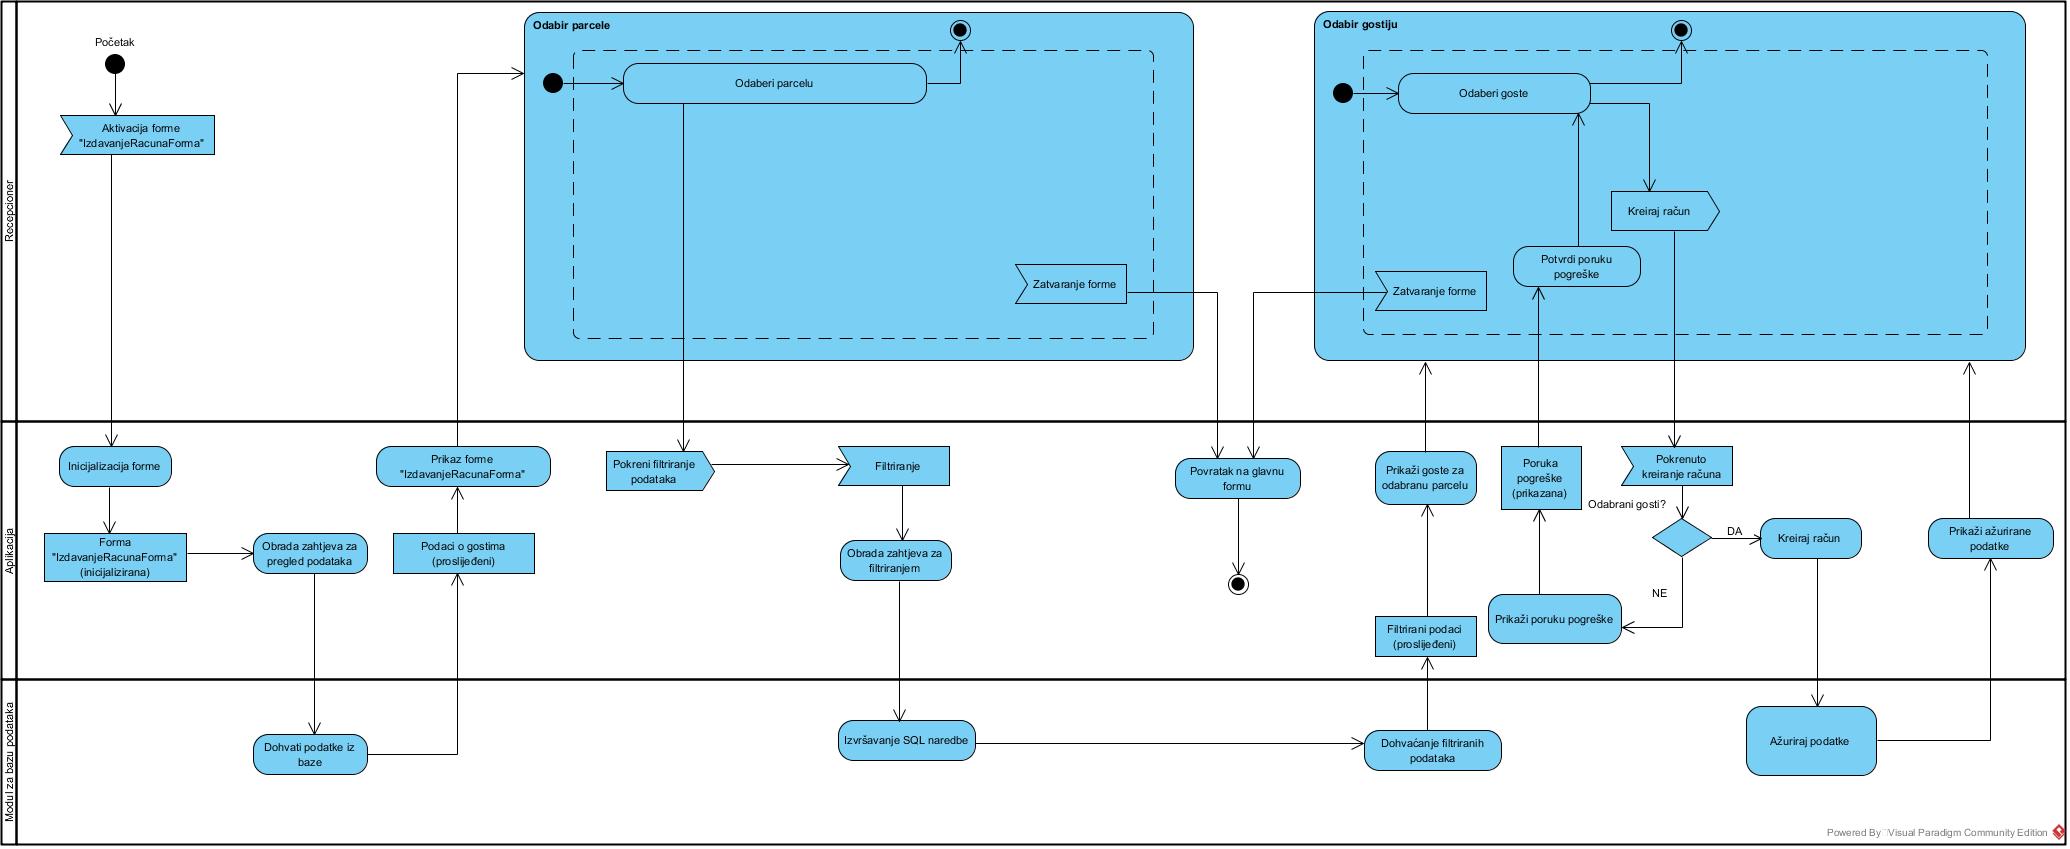 Recepcioner
Početak
Aktivacija forme
"IzdavanjeRacunaForma"
Odabir parcele
Odaberi parcelu
Zatvaranje forme
Odabir gostiju
Odaberi goste
Kreiraj račun
Potvrdi poruku
pogreške
Zatvaranje forme
Aplikacija
Inicijalizacija forme
Forma
"IzdavanjeRacunaForma"
(inicijalizirana)
Obrada zahtjeva za
pregled podataka
Prikaz forme
"IzdavanjeRacunaForma"
Podaci o gostima
(proslijeđeni)
Pokreni filtriranje
podataka
Filtriranje
Obrada zahtjeva za
filtriranjem
Povratak na glavnu
formu
Prikaži goste za
odabranu parcelu
Filtrirani podaci
(proslijeđeni)
Poruka
pogreške
(prikazana)
Prikaži poruku pogreške
Pokrenuto
kreiranje računa
Odabrani gosti?
DA
NE
Kreiraj račun
Prikaži ažurirane
podatke
Modul za bazu podataka
Dohvati podatke iz
baze
Izvršavanje SQL naredbe
Dohvaćanje filtriranih
podataka
Ažuriraj podatke
Powered By Visual Paradigm Community Edition